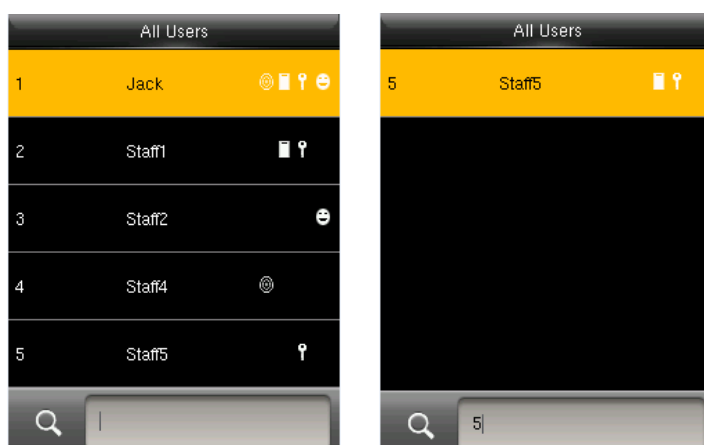 All Users
1 Jack
2 Staff1
3 Staff2
4 Staff4
5 Staff5
All Users
5 Staff5
5